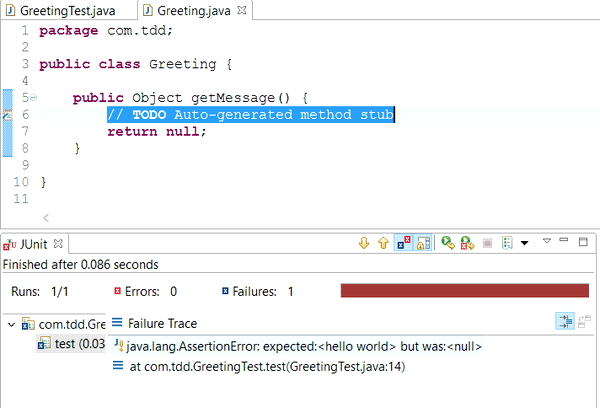 GreetingTest.java Greeting.java
1 package com.tdd;
2
3 public class Greeting {
4
5 public Object getMessage() {
6 // TODO Auto-generated method stub
7 return null;
8 }
9
10 }
11
JUnit
Finished after 0.086 seconds
Runs: 1/1 Errors: 0 Failures: 1
com.tdd.Gre
test (0.03
Failure Trace
java.lang.AssertionError: expected:<hello world> but was:<null>
at com.tdd.GreetingTest.test(GreetingTest.java:14)